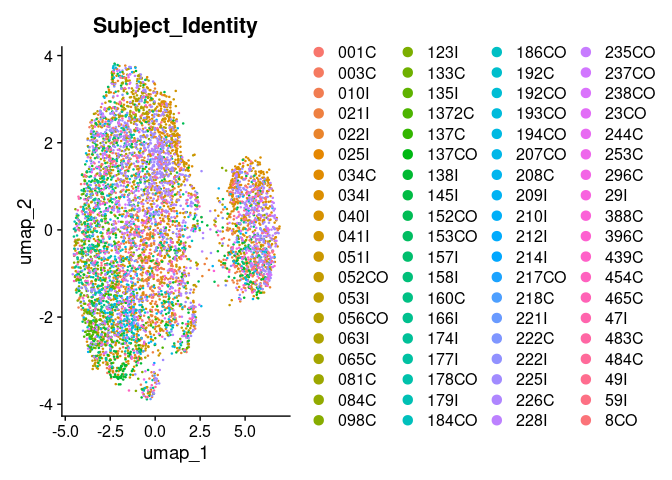 Subject_Identity
umap_2
4
2
0
-2
-4
-5.0 -2.5 0.0 2.5 5.0
umap_1
001C 123I 186CO 235CO
003C 133C 192C 237CO
010I 135I 192CO 238CO
021I 1372C 193CO 23CO
022I 137C 194CO 244C
025I 137CO 207CO 253C
034C 138I 208C 296C
034I 145I 209I 29I
040I 152CO 210I 388C
041I 153CO 212I 396C
051I 157I 214I 439C
052CO 158I 217CO 454C
053I 160C 218C 465C
056CO 166I 221I 47I
063I 174I 222C 483C
065C 177I 222I 484C
081C 178CO 225I 49I
084C 179I 226C 59I
098C 184CO 228I 8CO